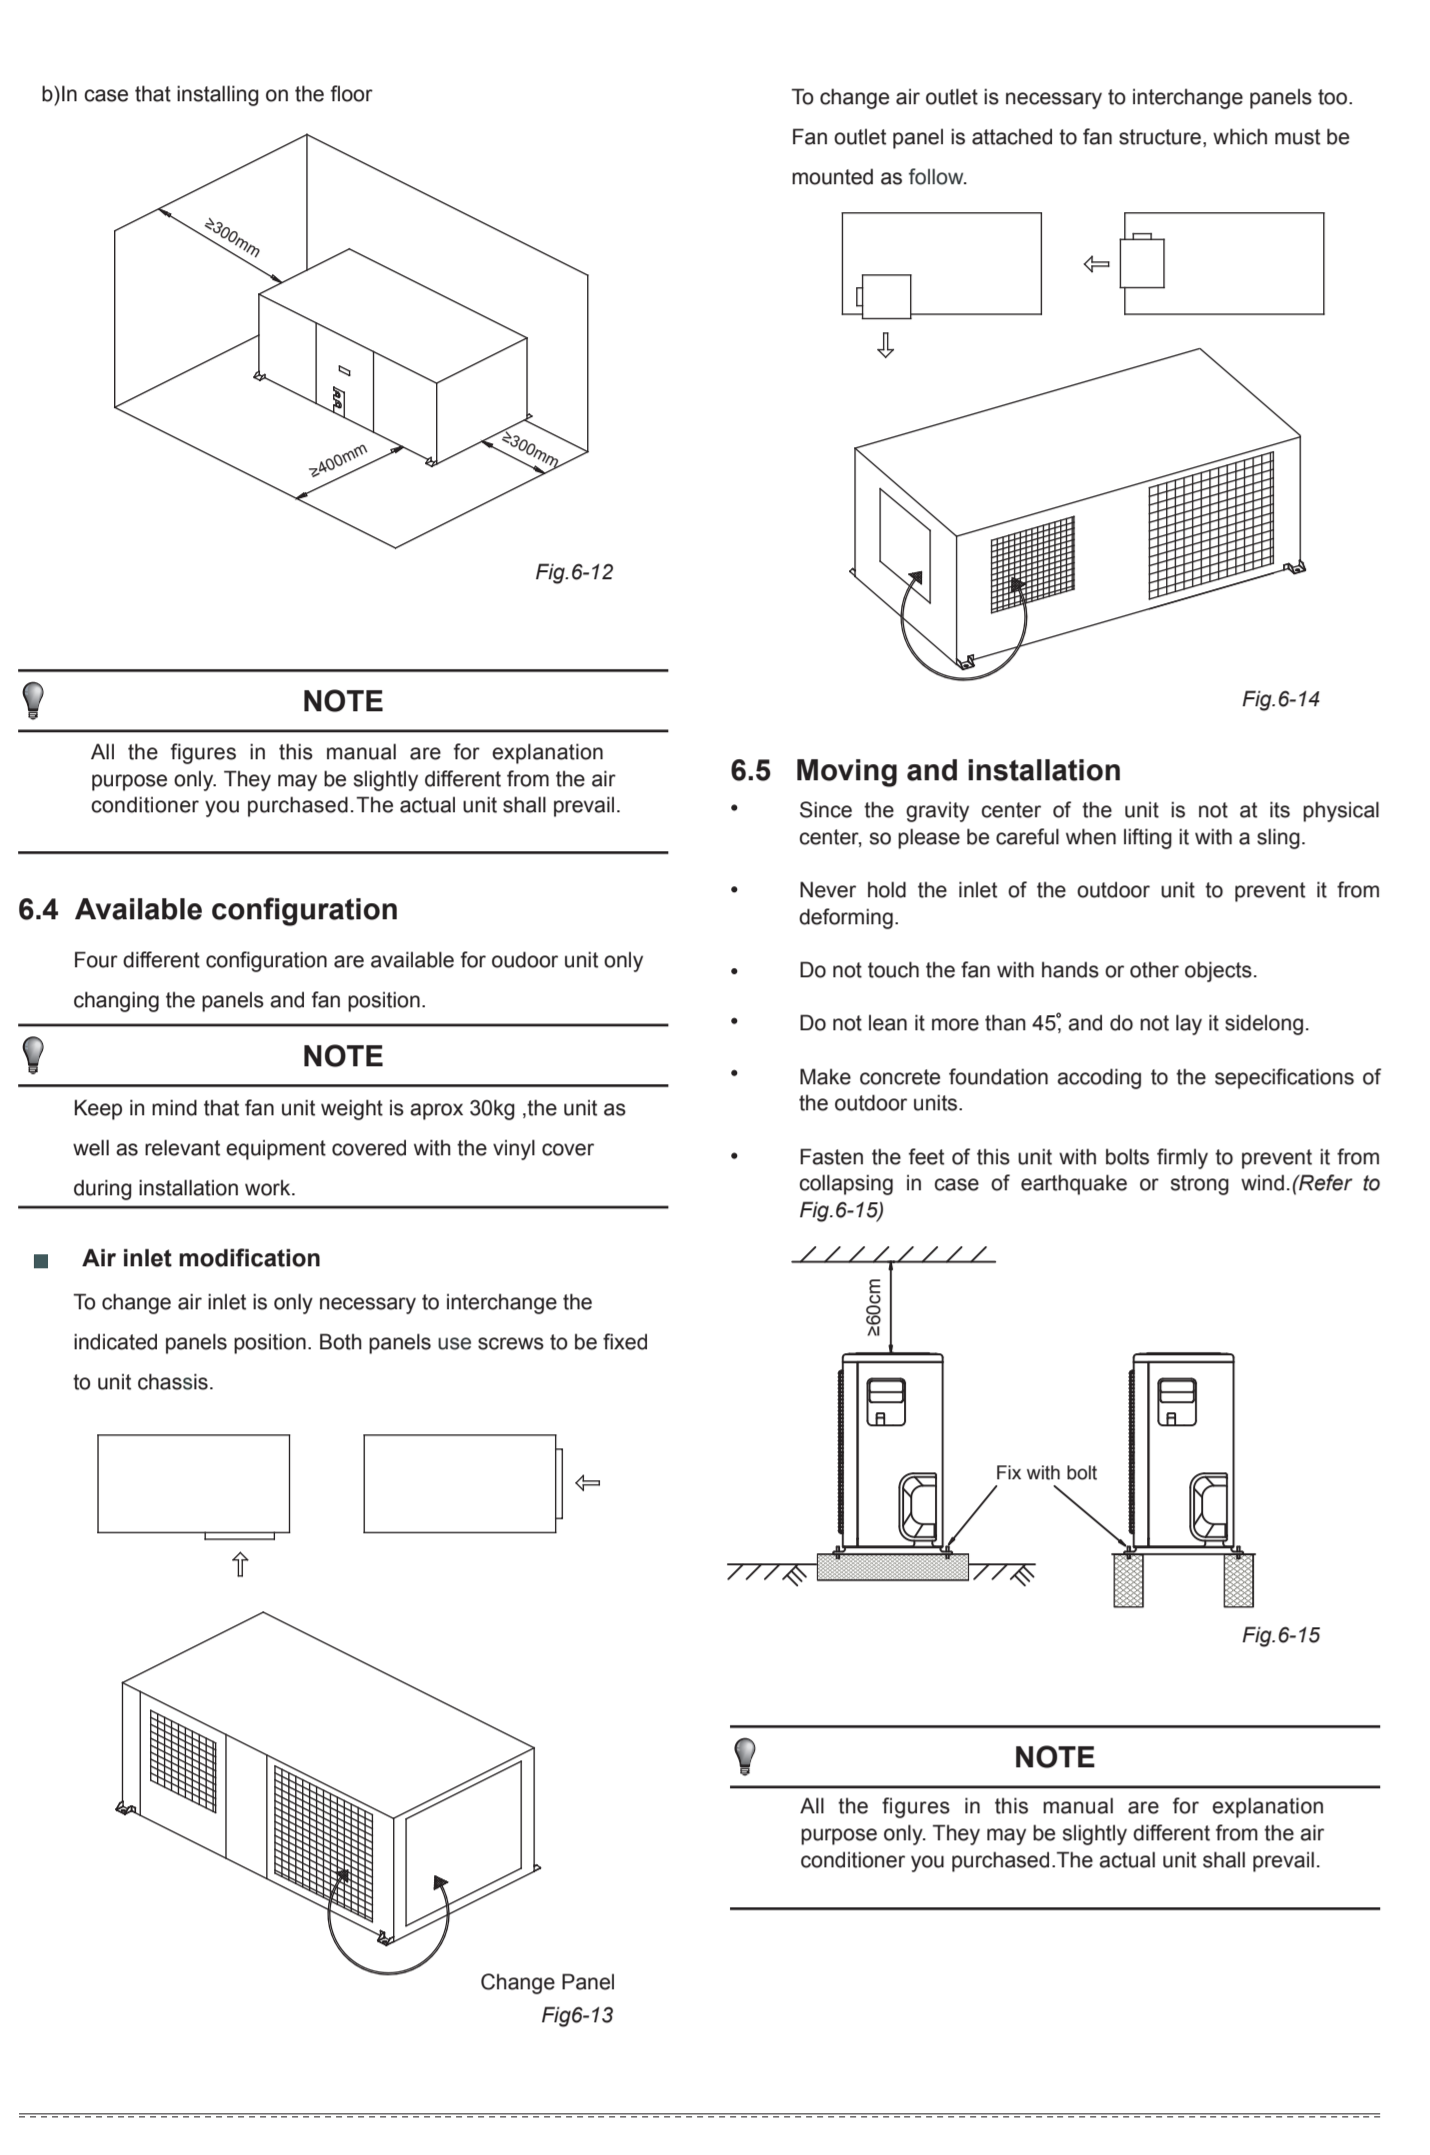 b)In case that installing on the floor
≥300mm
≥400mm
≥300mm
Fig.6-12
NOTE
All the figures in this manual are for explanation
purpose only. They may be slightly different from the air
conditioner you purchased.The actual unit shall prevail.
6.4 Available configuration
Four different configuration are available for oudoor unit only
changing the panels and fan position.
NOTE
Keep in mind that fan unit weight is aprox 30kg ,the unit as
well as relevant equipment covered with the vinyl cover
during installation work.
Air inlet modification
To change air inlet is only necessary to interchange the
indicated panels position. Both panels use screws to be fixed
to unit chassis.
Change Panel
Fig6-13
To change air outlet is necessary to interchange panels too.
Fan outlet panel is attached to fan structure, which must be
mounted as follow.
Fig.6-14
6.5 Moving and installation
• Since the gravity center of the unit is not at its physical
center, so please be careful when lifting it with a sling.
• Never hold the inlet of the outdoor unit to prevent it from
deforming.
• Do not touch the fan with hands or other objects.
• Do not lean it more than 45°, and do not lay it sidelong.
• Make concrete foundation accoding to the sepecifications of
the outdoor units.
• Fasten the feet of this unit with bolts firmly to prevent it from
collapsing in case of earthquake or strong wind.(Refer to
Fig.6-15)
≥60cm
Fix with bolt
Fig.6-15
NOTE
All the figures in this manual are for explanation
purpose only. They may be slightly different from the air
conditioner you purchased.The actual unit shall prevail.